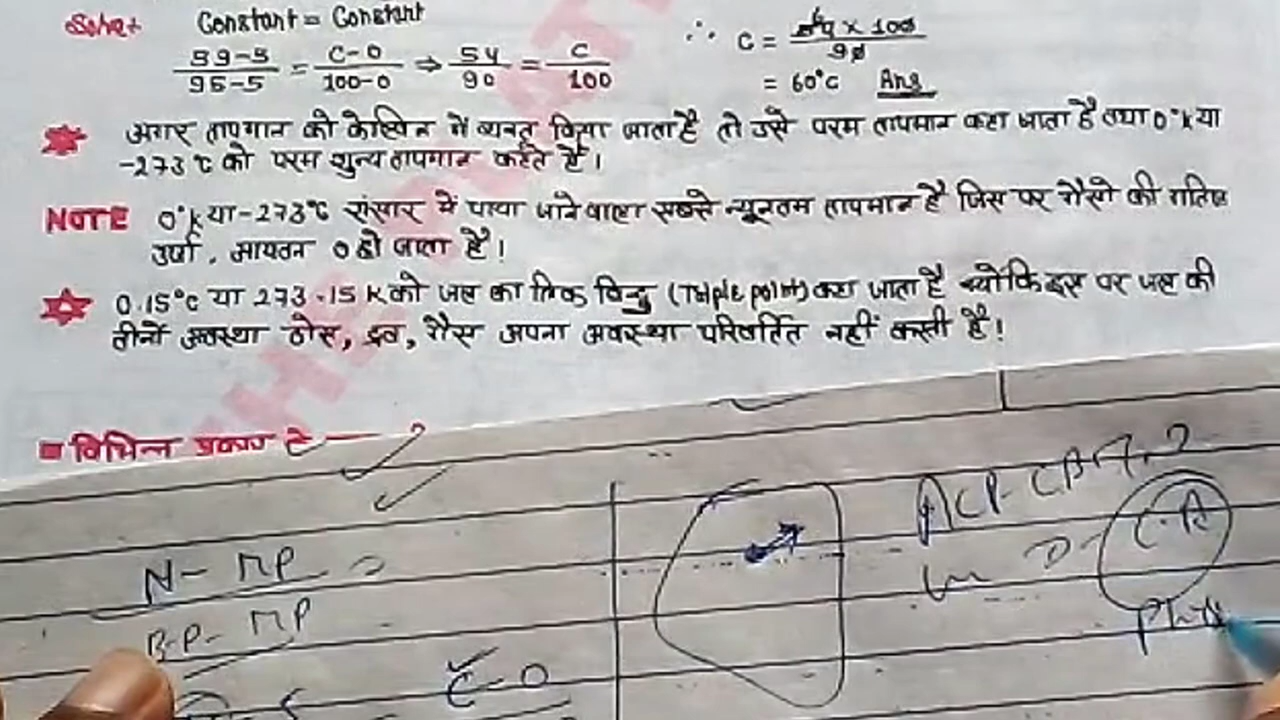 Solve:- Constant = Constant
59-5/95-5 = C-0/100-0 ⇒ 54/90 = C/100
∴ C = 54 × 100/90
= 60°C Ans
अगर तापमान को केल्विन में व्यक्त किया जाता है तो उसे परम तापमान कहा जाता है तथा 0°K या
-273°C को परम शुन्य तापमान कहते हैं।
NOTE 0°K या -273°C संसार में पाया जाने वाला सबसे न्यूनतम तापमान है जिस पर गैसो की गतिज
उर्जा, आयतन 0 हो जाता है।
0.15°C या 273.15 K को जल का त्रिक विन्दु (Triple point) कहा जाता है क्योकि इस पर जल की
तीनों अवस्था ठोस, द्रव, गैस अपना अवस्था परिवर्तित नहीं करती है!
विभिन्न प्रकार के
N- MP
B.P- MP
C-0